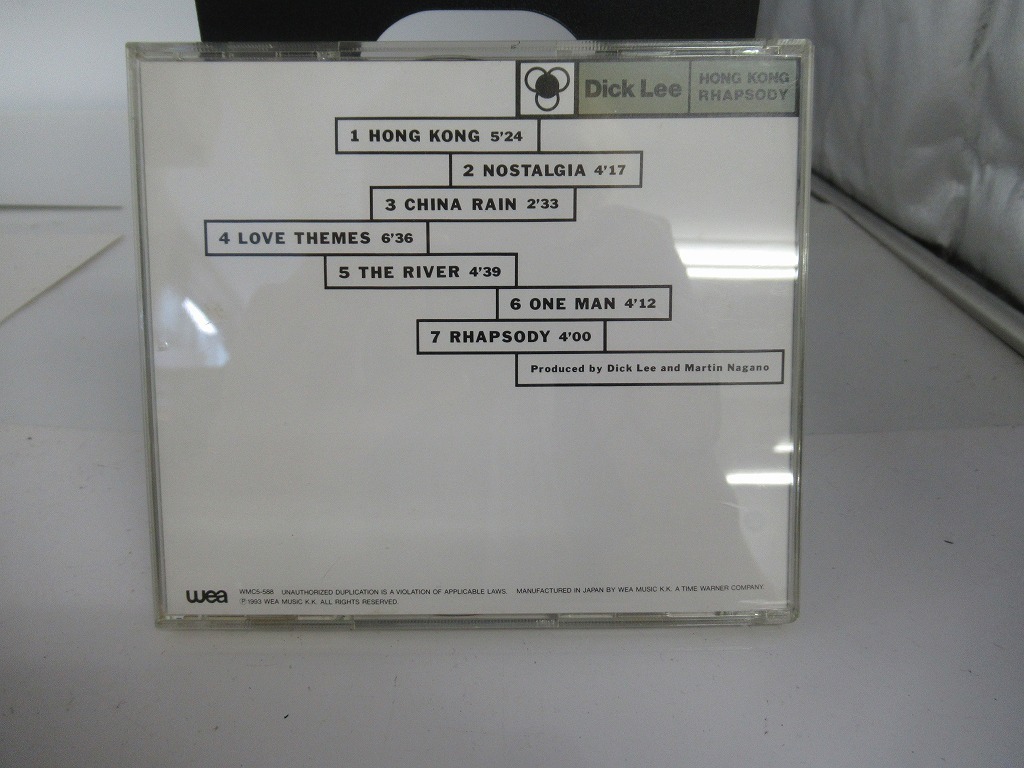 Dick Lee
HONG KONG
RHAPSODY
1 HONG KONG 5'24
2 NOSTALGIA 4'17
3 CHINA RAIN 2'33
4 LOVE THEMES 6'36
5 THE RIVER 4'39
6 ONE MAN 4'12
7 RHAPSODY 4'00
Produced by Dick Lee and Martin Nagano
wea WMC5-588 UNAUTHORIZED DUPLICATION IS A VIOLATION OF APPLICABLE LAWS. MANUFACTURED IN JAPAN BY WEA MUSIC K.K. A TIME WARNER COMPANY.
Ⓟ1993 WEA MUSIC K.K. ALL RIGHTS RESERVED.